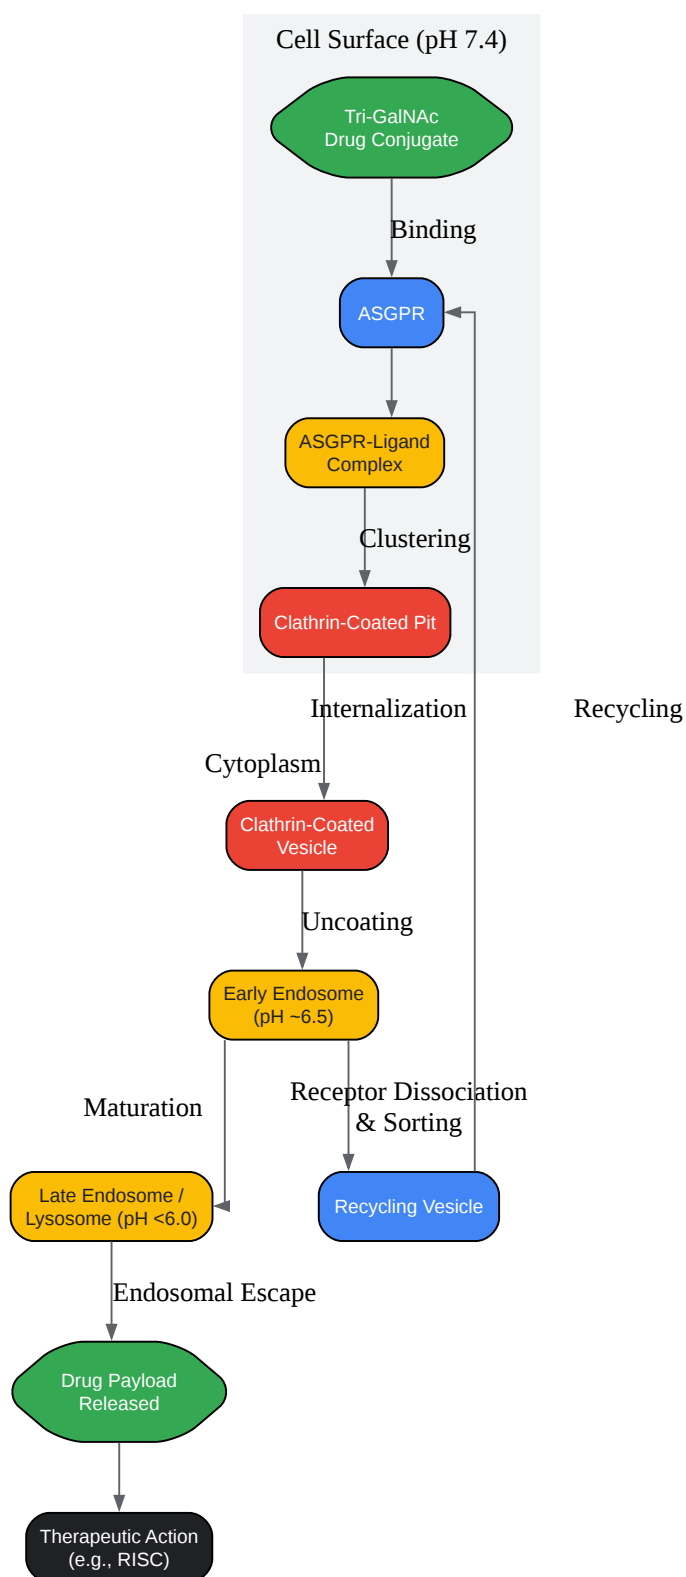 Cell Surface (pH 7.4)
Tri-GalNAc
Drug Conjugate
Binding
ASGPR
ASGPR-Ligand
Complex
Clustering
Clathrin-Coated Pit
Internalization
Recycling
Cytoplasm
Clathrin-Coated
Vesicle
Uncoating
Early Endosome
(pH ~6.5)
Maturation
Receptor Dissociation
& Sorting
Late Endosome /
Lysosome (pH <6.0)
Recycling Vesicle
Endosomal Escape
Drug Payload
Released
Therapeutic Action
(e.g., RISC)